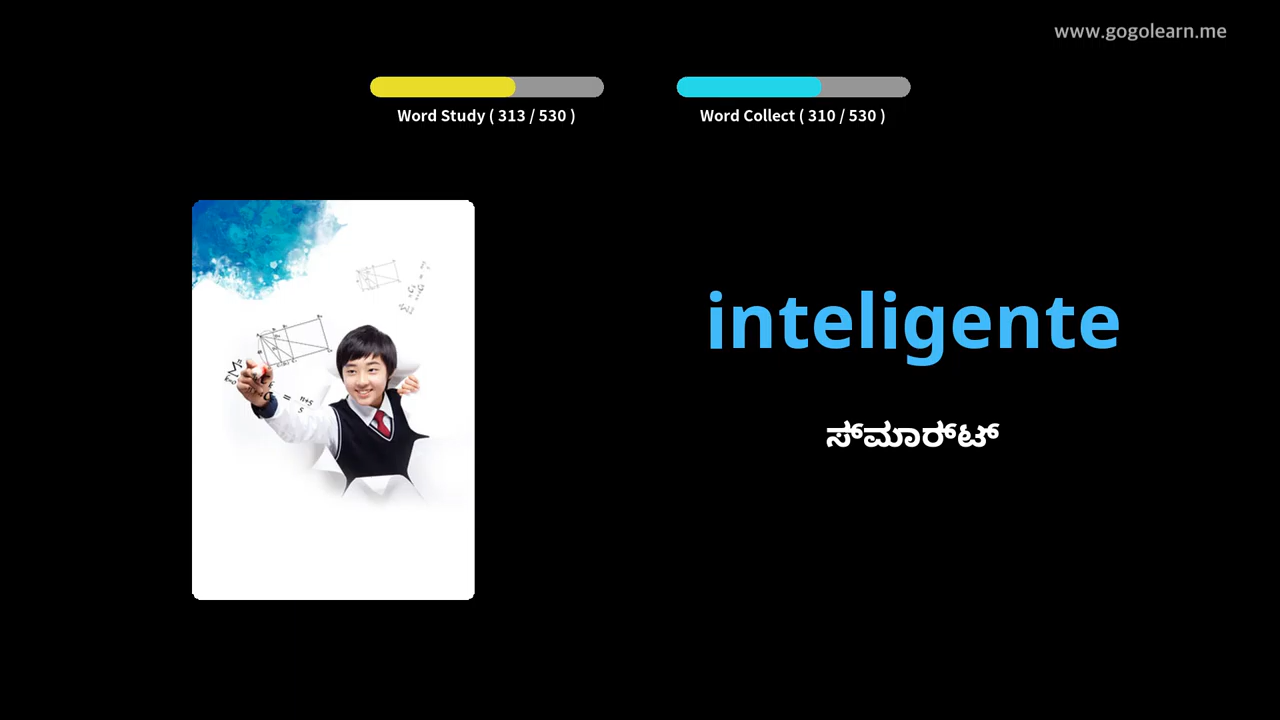 www.gogolearn.me
Word Study ( 313 / 530 )
Word Collect ( 310 / 530 )
inteligente
ಸ್‌ಮಾರ್‌ಟ್